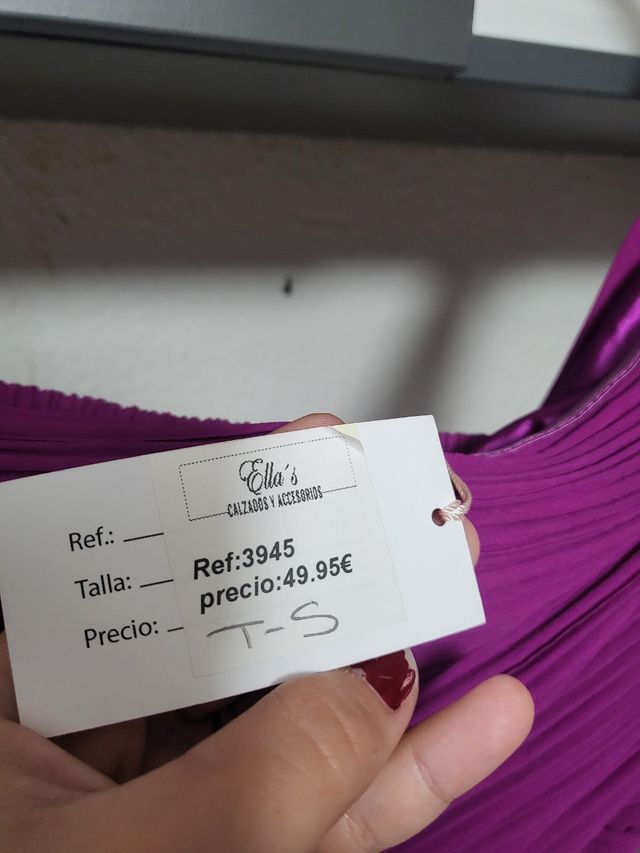 Ella´s
CALZADOS Y ACCESORIOS
Ref.:
Ref:3945
Talla:
precio:49.95€
Precio:
T-S